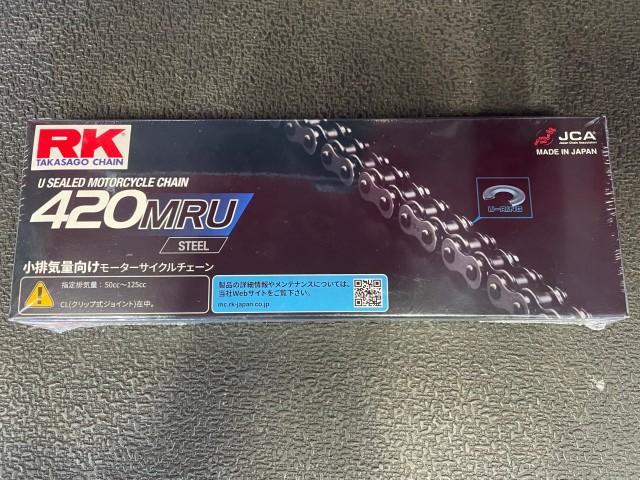 RK
TAKASAGO CHAIN
U SEALED MOTORCYCLE CHAIN
420MRU
STEEL
小排気量向けモーターサイクルチェーン
指定排気量：50cc～125cc
CL(クリップ式ジョイント)在中。
製品の詳細情報やメンテナンスについては、
当社Webサイトをご覧下さい。
mc.rk-japan.co.jp
U-RING
JCA
Japan Chain Association
MADE IN JAPAN